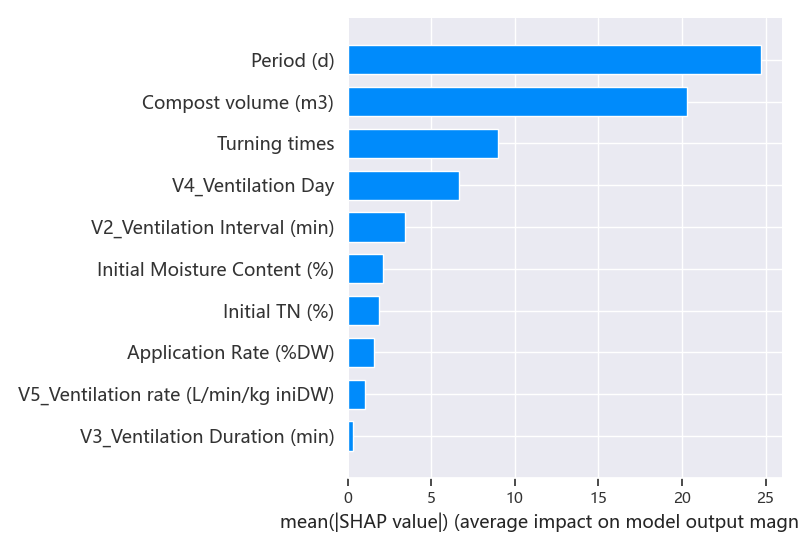 Period (d)
Compost volume (m3)
Turning times
V4_Ventilation Day
V2_Ventilation Interval (min)
Initial Moisture Content (%)
Initial TN (%)
Application Rate (%DW)
V5_Ventilation rate (L/min/kg iniDW)
V3_Ventilation Duration (min)
0 5 10 15 20 25
mean(|SHAP value|) (average impact on model output magn